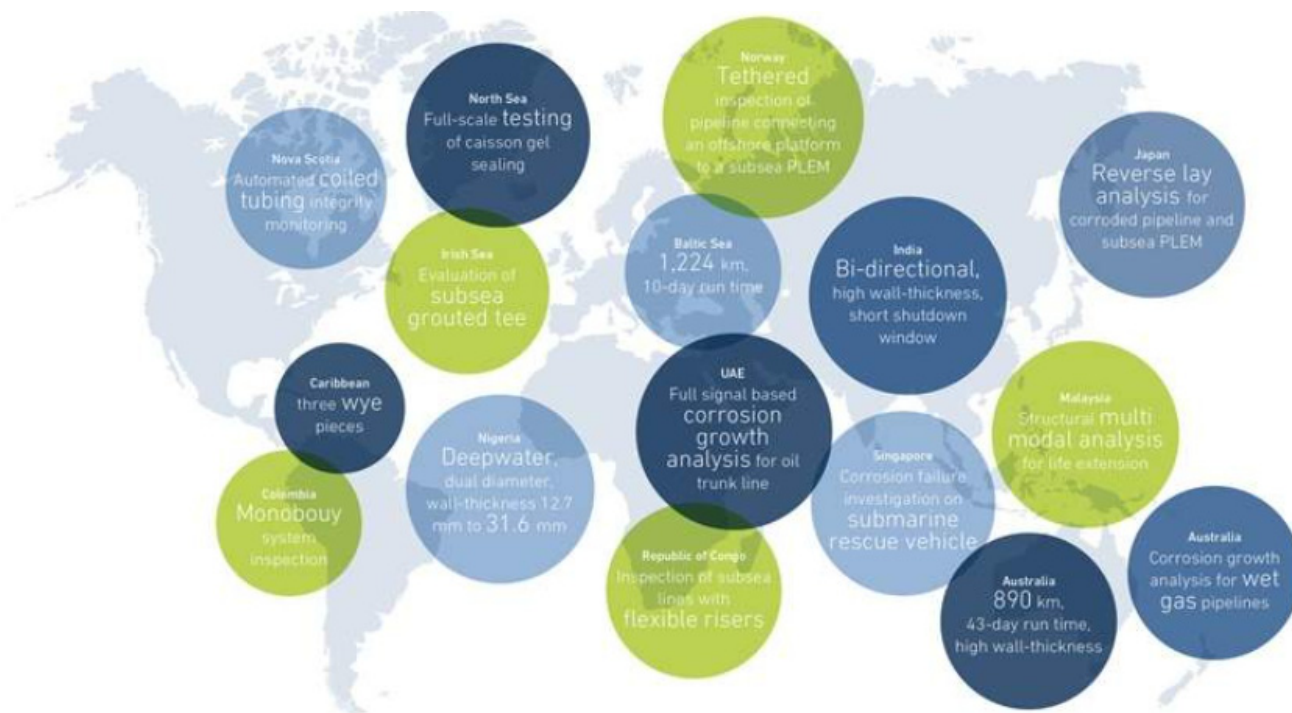 North Sea
Full-scale testing
of caisson gel
sealing
Norway
Tethered
inspection of
pipeline connecting
an offshore platform
to a subsea PLEM
Nova Scotia
Automated coiled
tubing integrity
monitoring
Japan
Reverse lay
analysis for
corroded pipeline and
subsea PLEM
Irish Sea
Evaluation of
subsea
grouted tee
Baltic Sea
1,224 km,
10-day run time
India
Bi-directional,
high wall-thickness,
short shutdown
window
Caribbean
three wye
pieces
UAE
Full signal based
corrosion
growth
analysis for oil
trunk line
Malaysia
Structural multi
modal analysis
for life extension
Nigeria
Deepwater,
dual diameter,
wall-thickness 12.7
mm to 31.6 mm
Singapore
Corrosion failure
investigation on
submarine
rescue vehicle
Colombia
Monobouy
system
inspection
Republic of Congo
Inspection of subsea
lines with
flexible risers
Australia
890 km,
43-day run time,
high wall-thickness
Australia
Corrosion growth
analysis for wet
gas pipelines